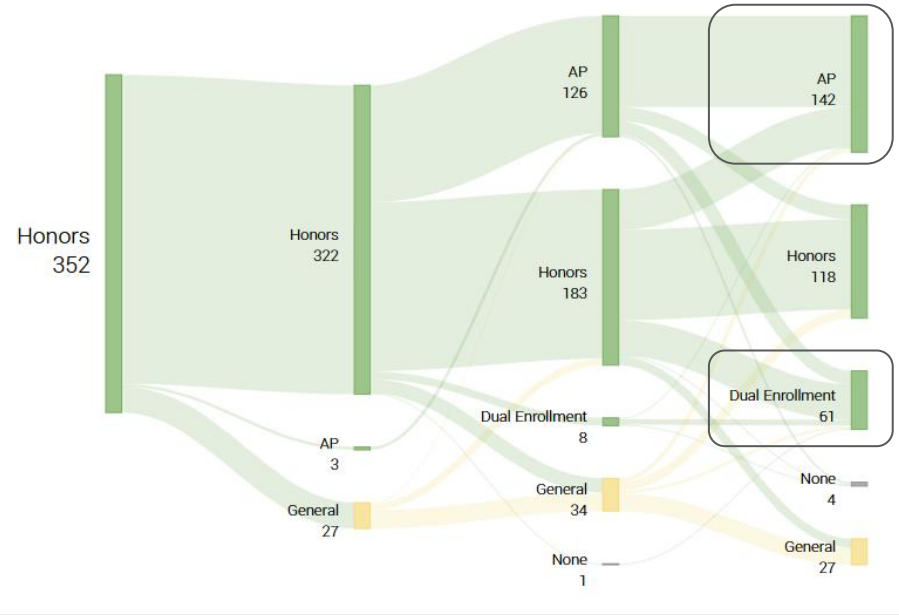 Honors
352
Honors
322
AP
3
General
27
AP
126
Honors
183
Dual Enrollment
8
General
34
None
1
AP
142
Honors
118
Dual Enrollment
61
None
4
General
27